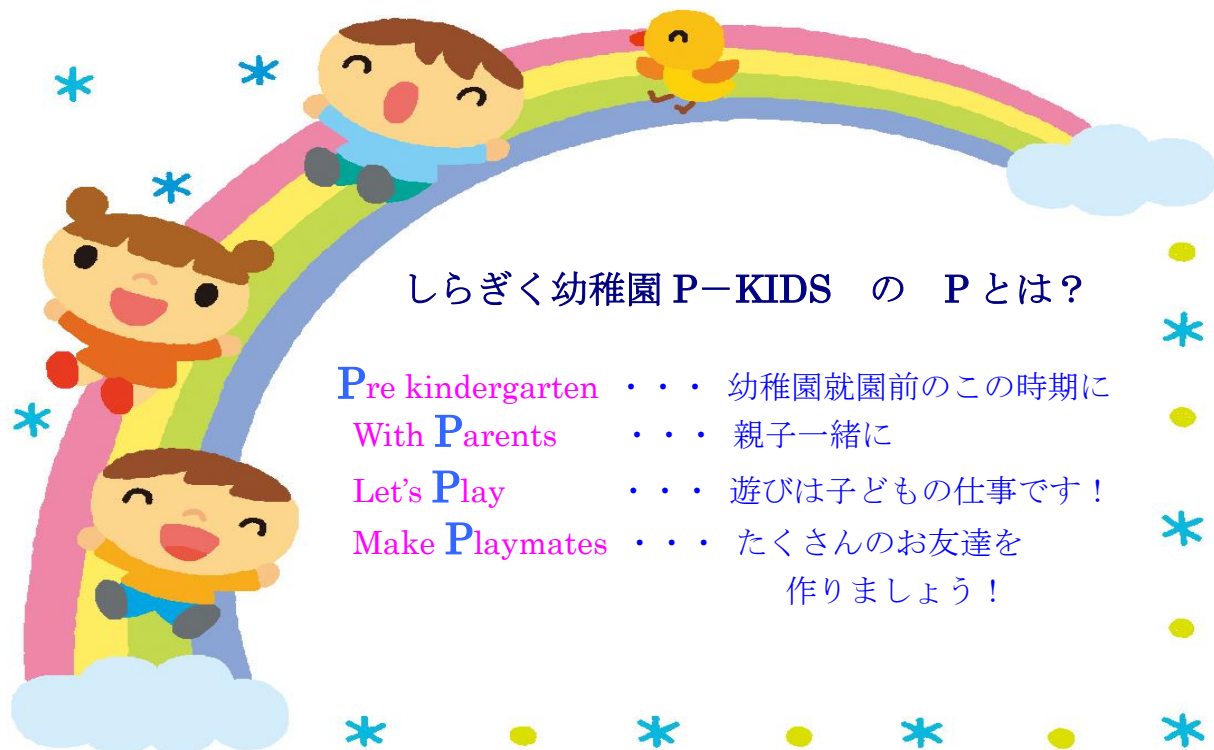 しらぎく幼稚園 P－KIDS　の　P とは？
Pre kindergarten ・・・ 幼稚園就園前のこの時期に
With Parents ・・・ 親子一緒に
Let's Play ・・・ 遊びは子どもの仕事です！
Make Playmates ・・・ たくさんのお友達を
作りましょう！